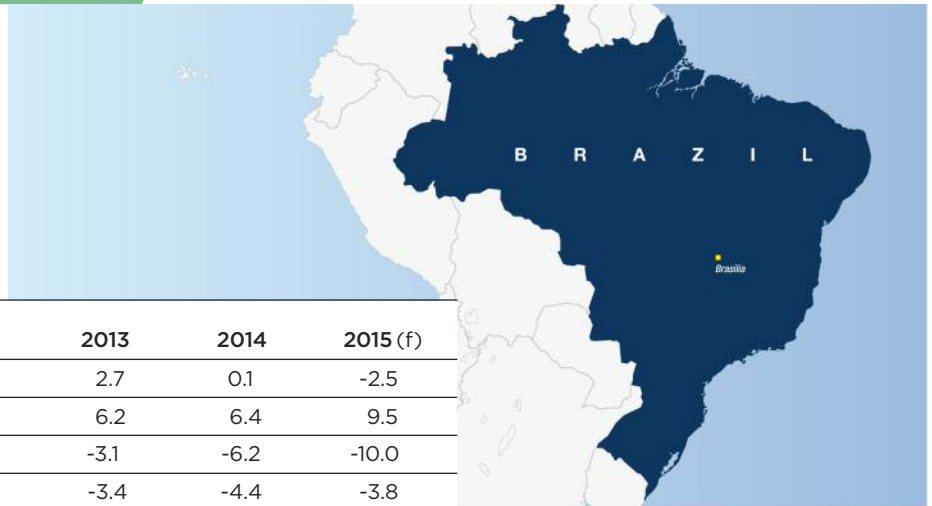 B R A Z I L
Brasília
2013 2014 2015 (f)
2.7 0.1 -2.5
6.2 6.4 9.5
-3.1 -6.2 -10.0
-3.4 -4.4 -3.8